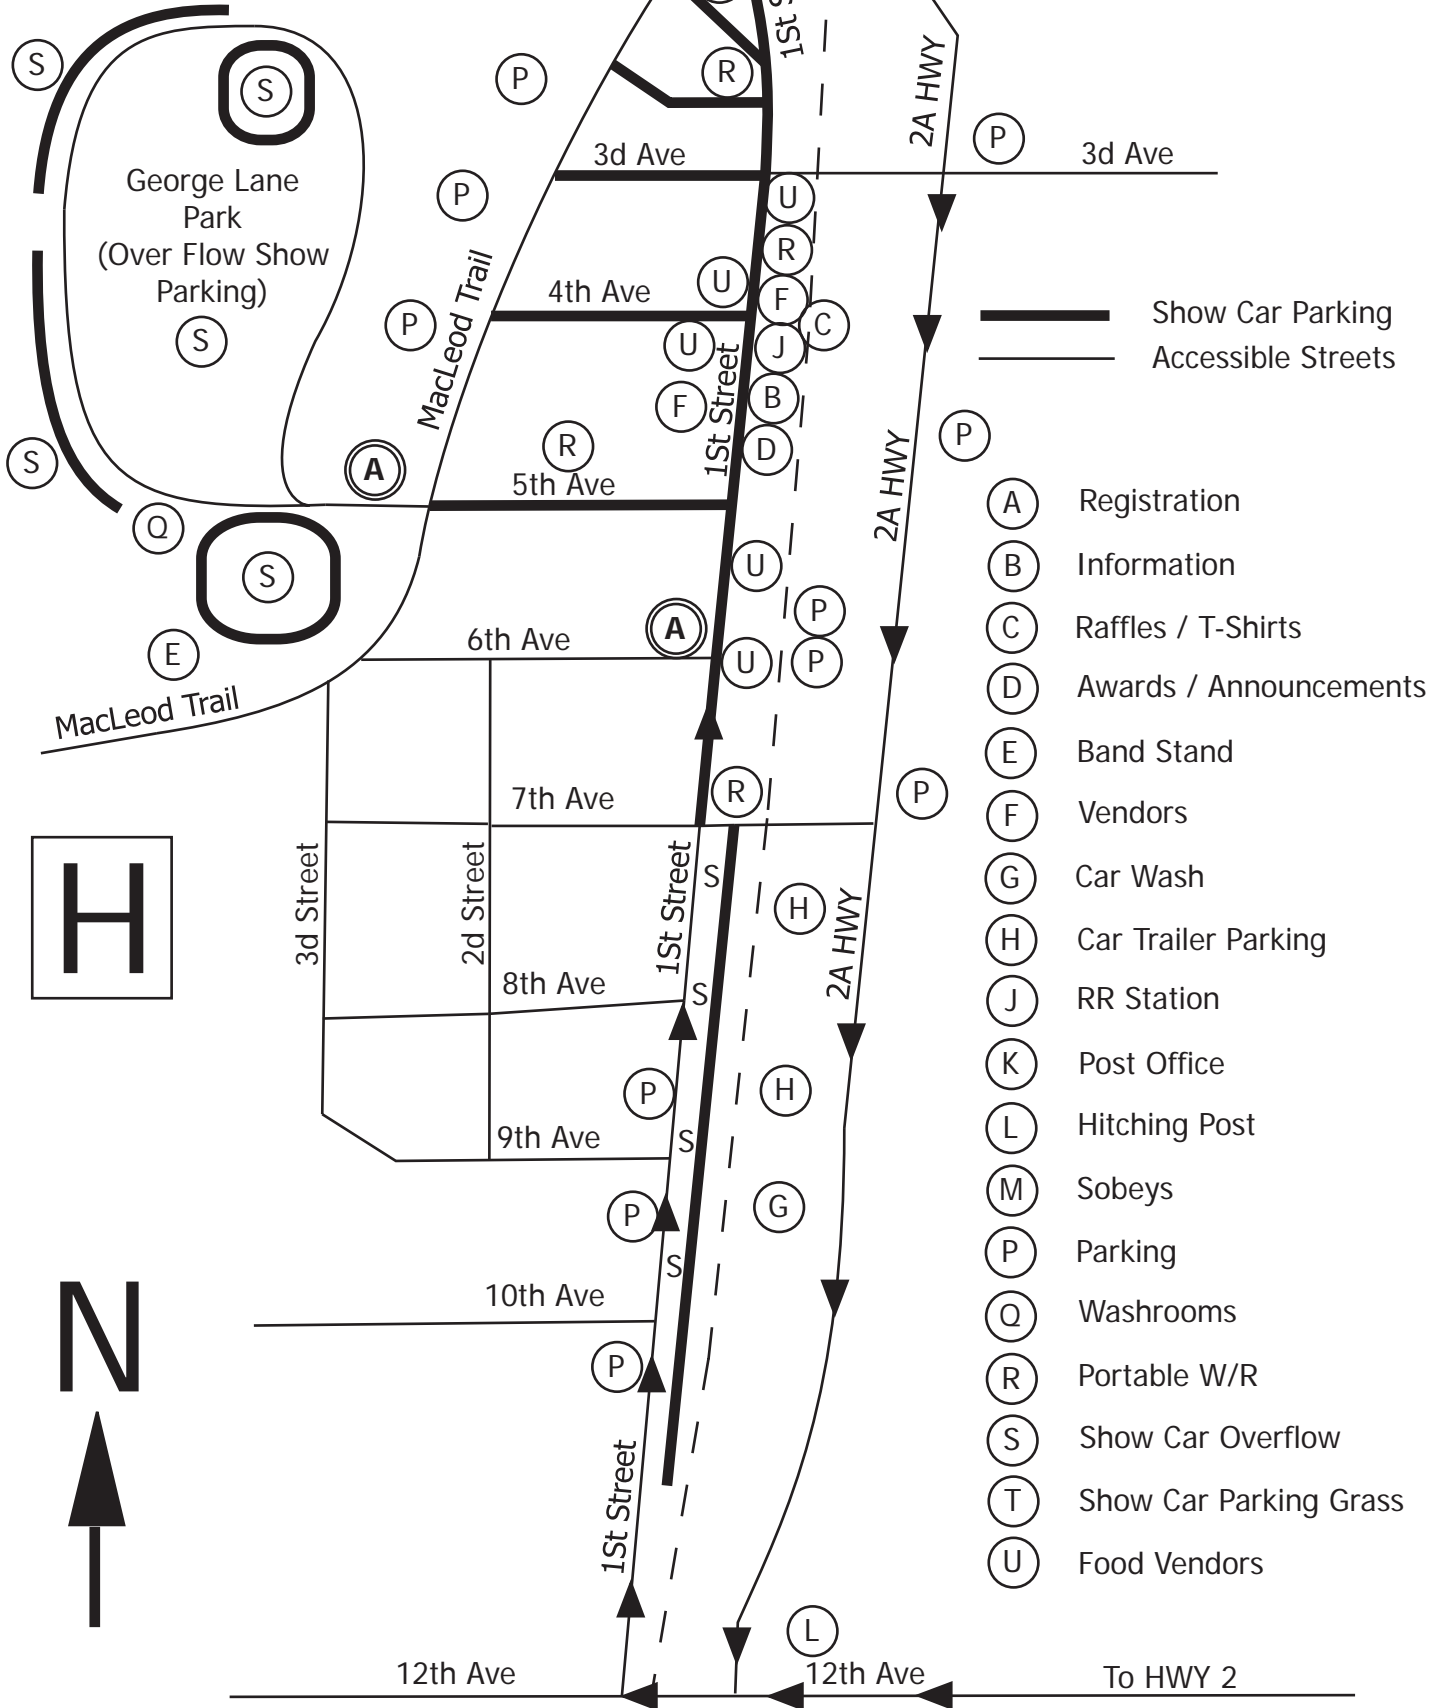 1St S
2A HWY
S
S
P
R
P
3d Ave
3d Ave
George Lane
Park
(Over Flow Show
Parking)
S
P
U
R
MacLeod Trail
4th Ave
U
F
C
P
U
J
Show Car Parking
Accessible Streets
1St Street
F
B
D
P
2A HWY
S
A
R
5th Ave
Q
S
U
P
E
6th Ave
A
U
P
MacLeod Trail
7th Ave
R
P
H
3d Street
2d Street
1St Street
S
H
2A HWY
8th Ave
S
P
H
9th Ave
S
P
G
S
N
10th Ave
P
1St Street
L
12th Ave
12th Ave
To HWY 2
A Registration
B Information
C Raffles / T-Shirts
D Awards / Announcements
E Band Stand
F Vendors
G Car Wash
H Car Trailer Parking
J RR Station
K Post Office
L Hitching Post
M Sobeys
P Parking
Q Washrooms
R Portable W/R
S Show Car Overflow
T Show Car Parking Grass
U Food Vendors